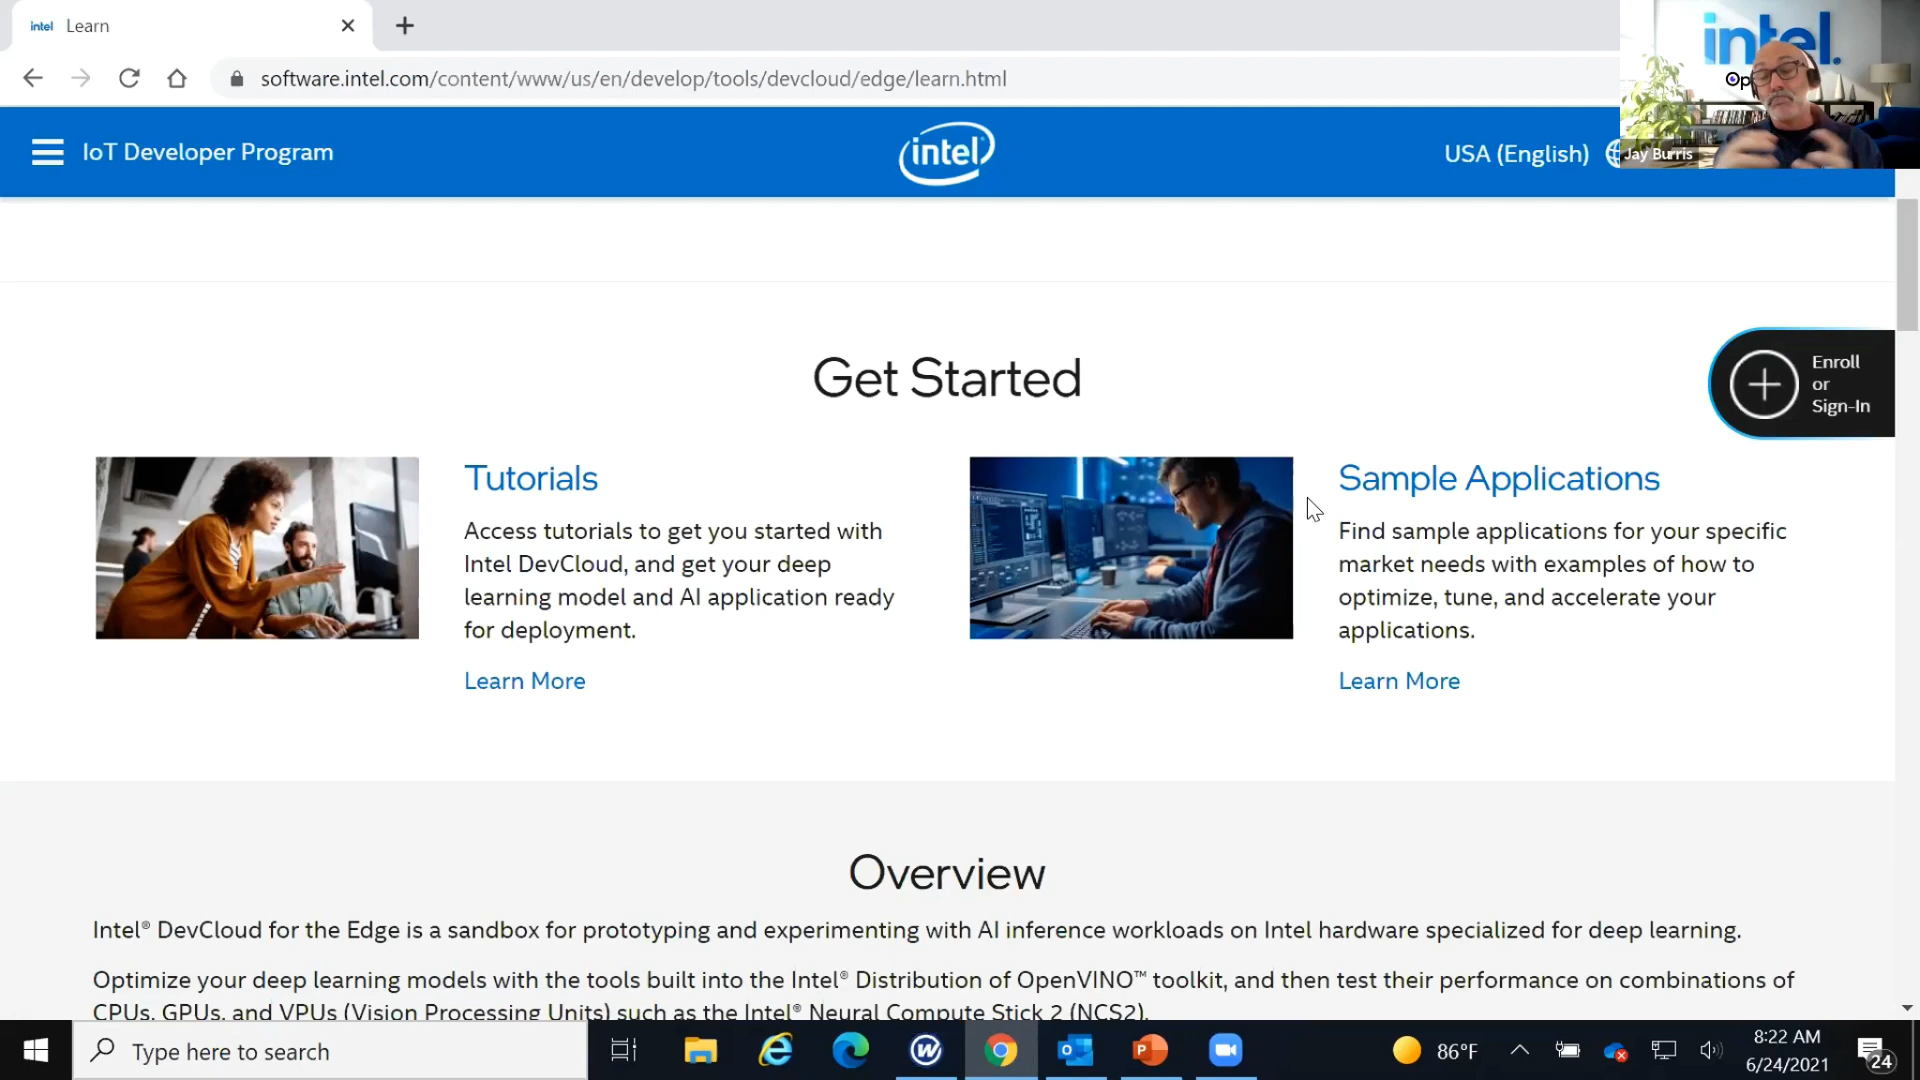 intel Learn
software.intel.com/content/www/us/en/develop/tools/devcloud/edge/learn.html
intel.
Op
Jay Burris
IoT Developer Program
intel
USA (English)
Get Started
Enroll
or
Sign-In
Tutorials
Access tutorials to get you started with
Intel DevCloud, and get your deep
learning model and AI application ready
for deployment.
Learn More
Sample Applications
Find sample applications for your specific
market needs with examples of how to
optimize, tune, and accelerate your
applications.
Learn More
Overview
Intel® DevCloud for the Edge is a sandbox for prototyping and experimenting with AI inference workloads on Intel hardware specialized for deep learning.
Optimize your deep learning models with the tools built into the Intel® Distribution of OpenVINO™ toolkit, and then test their performance on combinations of
CPUs, GPUs, and VPUs (Vision Processing Units) such as the Intel® Neural Compute Stick 2 (NCS2).
Type here to search
86°F
8:22 AM
6/24/2021
24